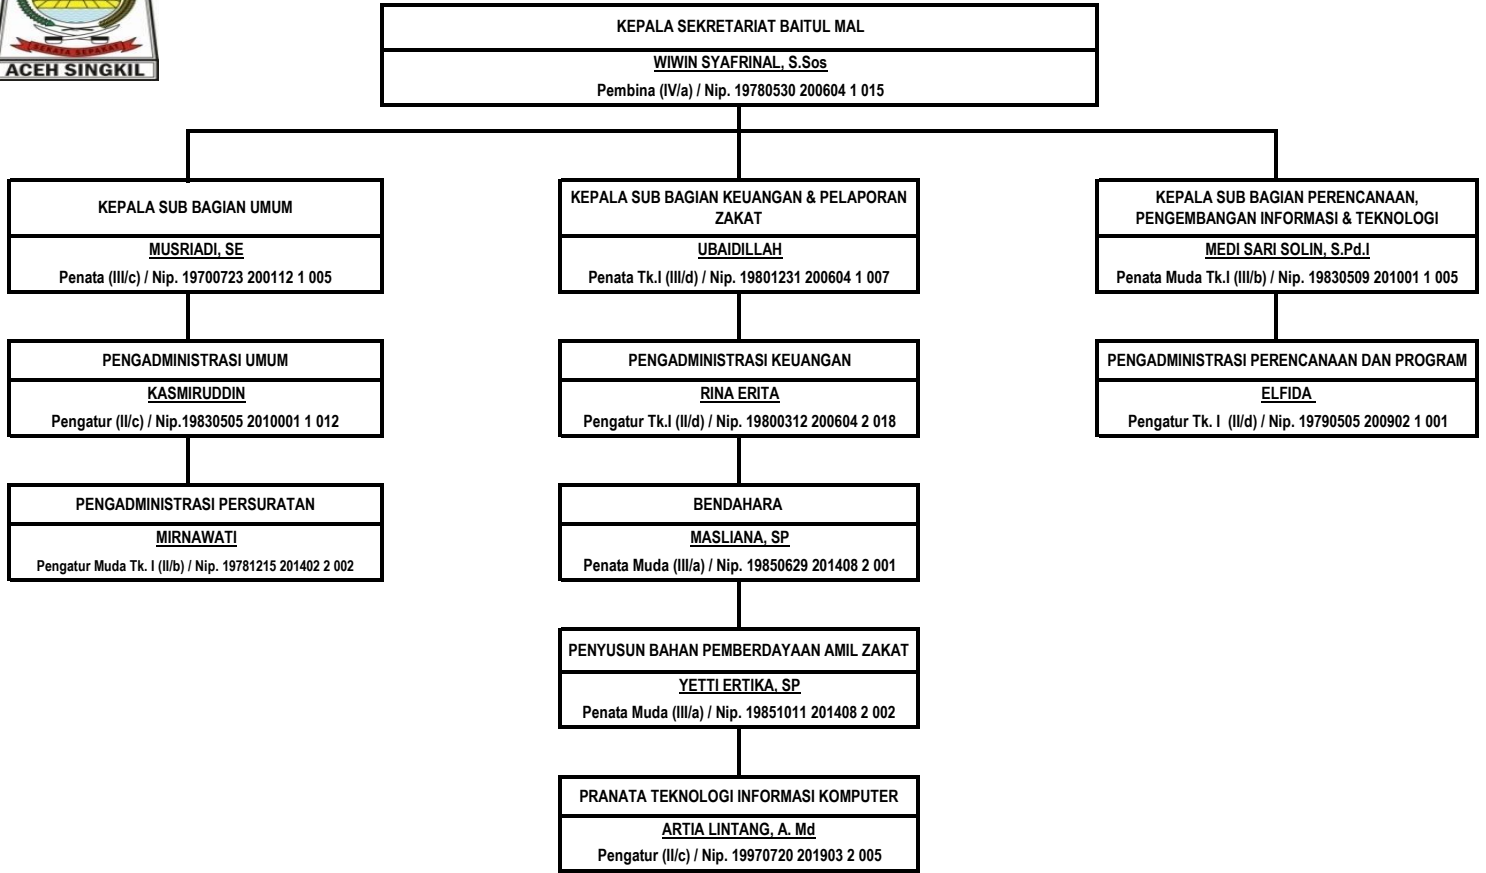 SEKATA SEPAKAT
ACEH SINGKIL
KEPALA SEKRETARIAT BAITUL MAL
WIWIN SYAFRINAL, S.Sos
Pembina (IV/a) / Nip. 19780530 200604 1 015
KEPALA SUB BAGIAN UMUM
MUSRIADI, SE
Penata (III/c) / Nip. 19700723 200112 1 005
PENGADMINISTRASI UMUM
KASMIRUDDIN
Pengatur (II/c) / Nip.19830505 2010001 1 012
PENGADMINISTRASI PERSURATAN
MIRNAWATI
Pengatur Muda Tk. I (II/b) / Nip. 19781215 201402 2 002
KEPALA SUB BAGIAN KEUANGAN & PELAPORAN
ZAKAT
UBAIDILLAH
Penata Tk.I (III/d) / Nip. 19801231 200604 1 007
PENGADMINISTRASI KEUANGAN
RINA ERITA
Pengatur Tk.I (II/d) / Nip. 19800312 200604 2 018
BENDAHARA
MASLIANA, SP
Penata Muda (III/a) / Nip. 19850629 201408 2 001
PENYUSUN BAHAN PEMBERDAYAAN AMIL ZAKAT
YETTI ERTIKA, SP
Penata Muda (III/a) / Nip. 19851011 201408 2 002
PRANATA TEKNOLOGI INFORMASI KOMPUTER
ARTIA LINTANG, A. Md
Pengatur (II/c) / Nip. 19970720 201903 2 005
KEPALA SUB BAGIAN PERENCANAAN,
PENGEMBANGAN INFORMASI & TEKNOLOGI
MEDI SARI SOLIN, S.Pd.I
Penata Muda Tk.I (III/b) / Nip. 19830509 201001 1 005
PENGADMINISTRASI PERENCANAAN DAN PROGRAM
ELFIDA
Pengatur Tk. I (II/d) / Nip. 19790505 200902 1 001